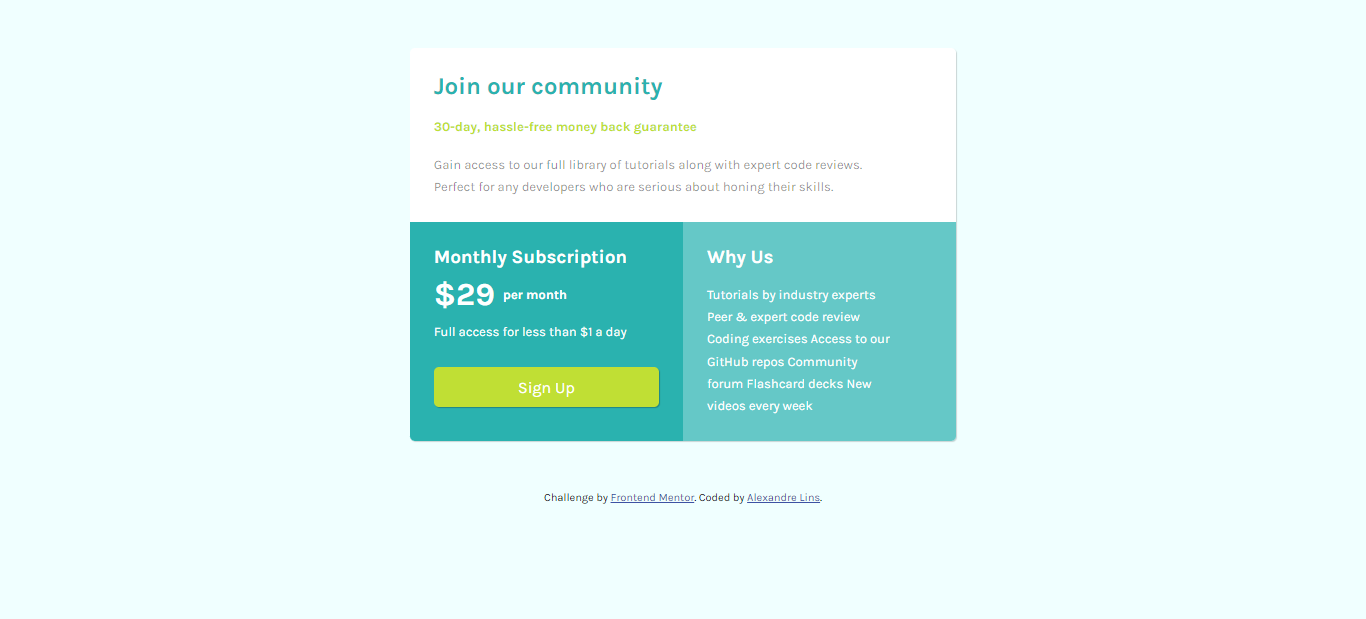 Join our community
30-day, hassle-free money back guarantee
Gain access to our full library of tutorials along with expert code reviews.
Perfect for any developers who are serious about honing their skills.
Monthly Subscription
$29 per month
Full access for less than $1 a day
Sign Up
Why Us
Tutorials by industry experts
Peer & expert code review
Coding exercises Access to our
GitHub repos Community
forum Flashcard decks New
videos every week
Challenge by Frontend Mentor. Coded by Alexandre Lins.